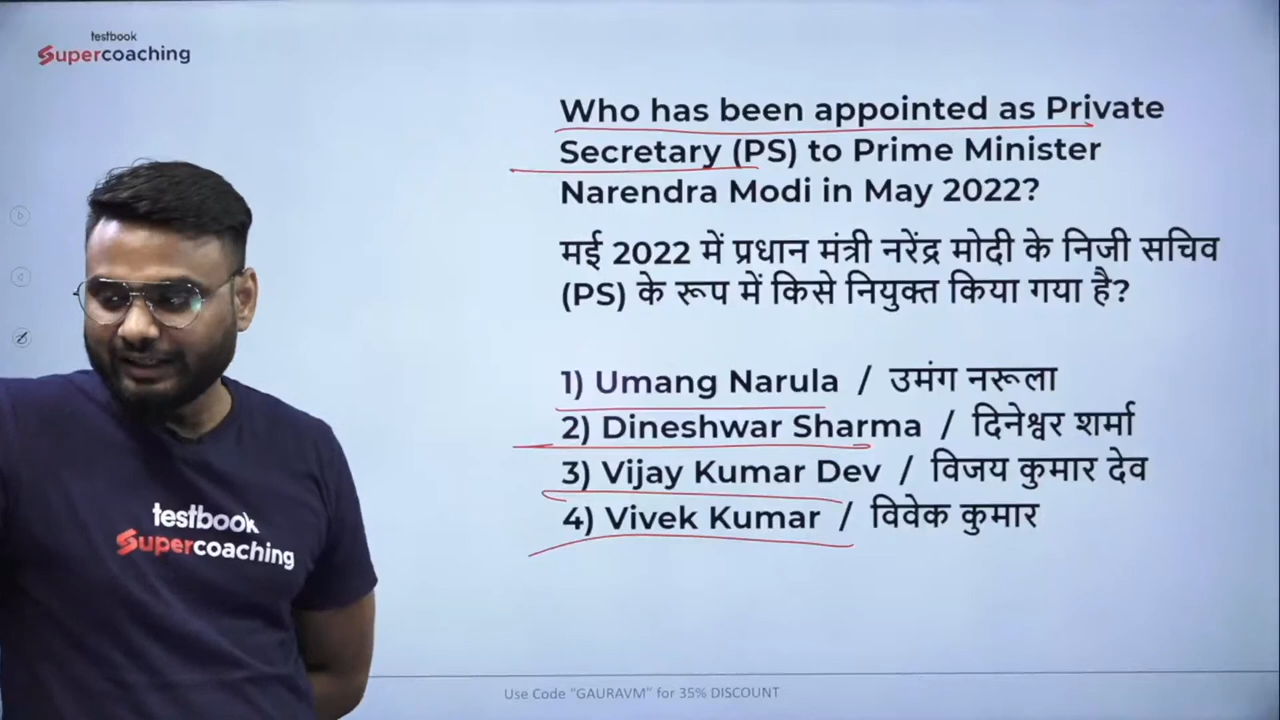 testbook
Supercoaching
Who has been appointed as Private
Secretary (PS) to Prime Minister
Narendra Modi in May 2022?
मई 2022 में प्रधान मंत्री नरेंद्र मोदी के निजी सचिव
(PS) के रूप में किसे नियुक्त किया गया है?
1) Umang Narula / उमंग नरूला
2) Dineshwar Sharma / दिनेश्वर शर्मा
3) Vijay Kumar Dev / विजय कुमार देव
4) Vivek Kumar / विवेक कुमार
testbook
Supercoaching
Use Code "GAURAVM" for 35% DISCOUNT